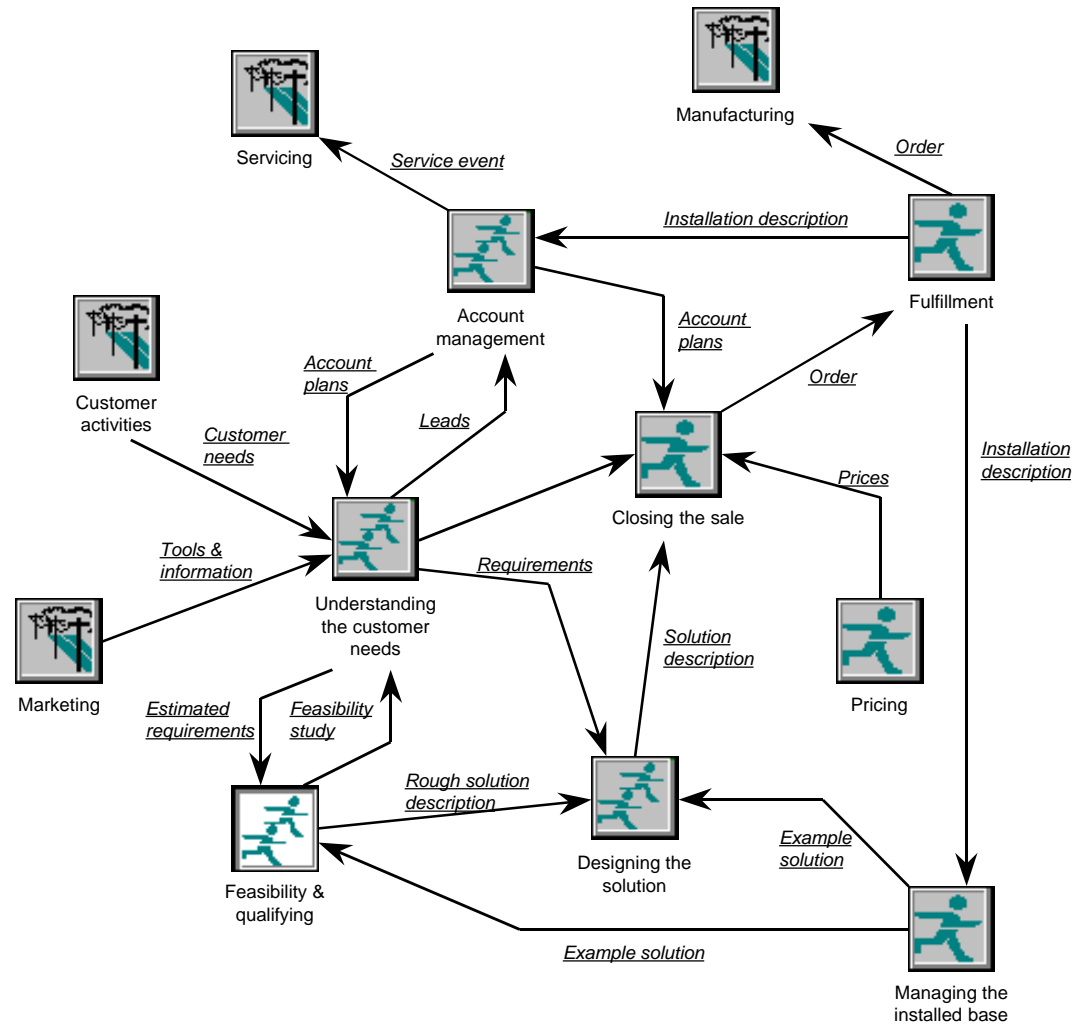 Manufacturing
Servicing
Order
Service event
Installation description
Fulfillment
Account
management
Account
plans
Customer
activities
Account
plans
Order
Leads
Customer
needs
Installation
description
Prices
Closing the sale
Tools &
information
Requirements
Understanding
the customer
needs
Solution
description
Marketing
Pricing
Estimated
requirements
Feasibility
study
Rough solution
description
Example
solution
Designing the
solution
Feasibility &
qualifying
Example solution
Managing the
installed base